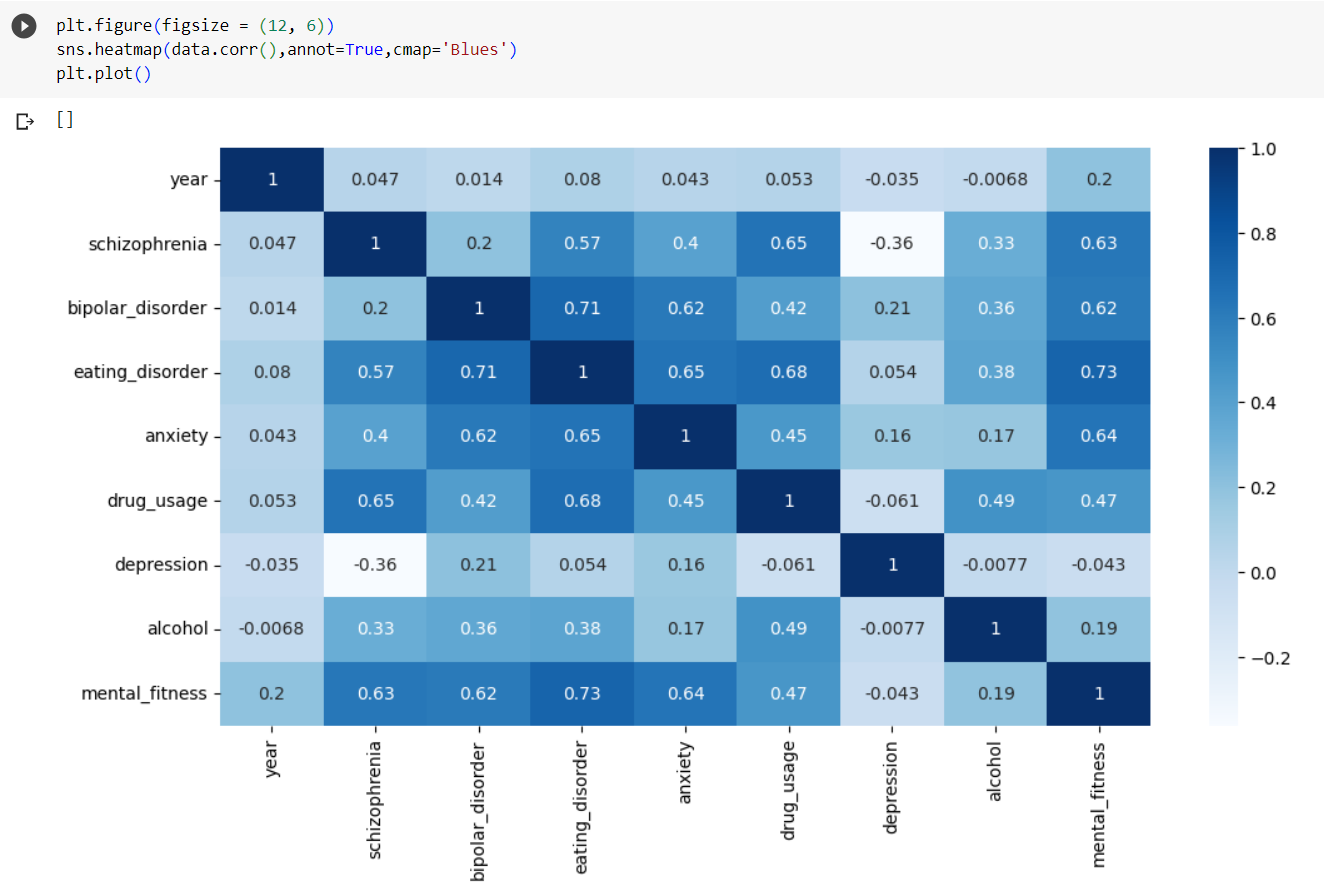 plt.figure(figsize = (12, 6))
sns.heatmap(data.corr(),annot=True,cmap='Blues')
plt.plot()
[]
year 1 0.047 0.014 0.08 0.043 0.053 -0.035 -0.0068 0.2
schizophrenia 0.047 1 0.2 0.57 0.4 0.65 -0.36 0.33 0.63
bipolar_disorder 0.014 0.2 1 0.71 0.62 0.42 0.21 0.36 0.62
eating_disorder 0.08 0.57 0.71 1 0.65 0.68 0.054 0.38 0.73
anxiety 0.043 0.4 0.62 0.65 1 0.45 0.16 0.17 0.64
drug_usage 0.053 0.65 0.42 0.68 0.45 1 -0.061 0.49 0.47
depression -0.035 -0.36 0.21 0.054 0.16 -0.061 1 -0.0077 -0.043
alcohol -0.0068 0.33 0.36 0.38 0.17 0.49 -0.0077 1 0.19
mental_fitness 0.2 0.63 0.62 0.73 0.64 0.47 -0.043 0.19 1
year schizophrenia bipolar_disorder eating_disorder anxiety drug_usage depression alcohol mental_fitness
1.0
0.8
0.6
0.4
0.2
0.0
−0.2